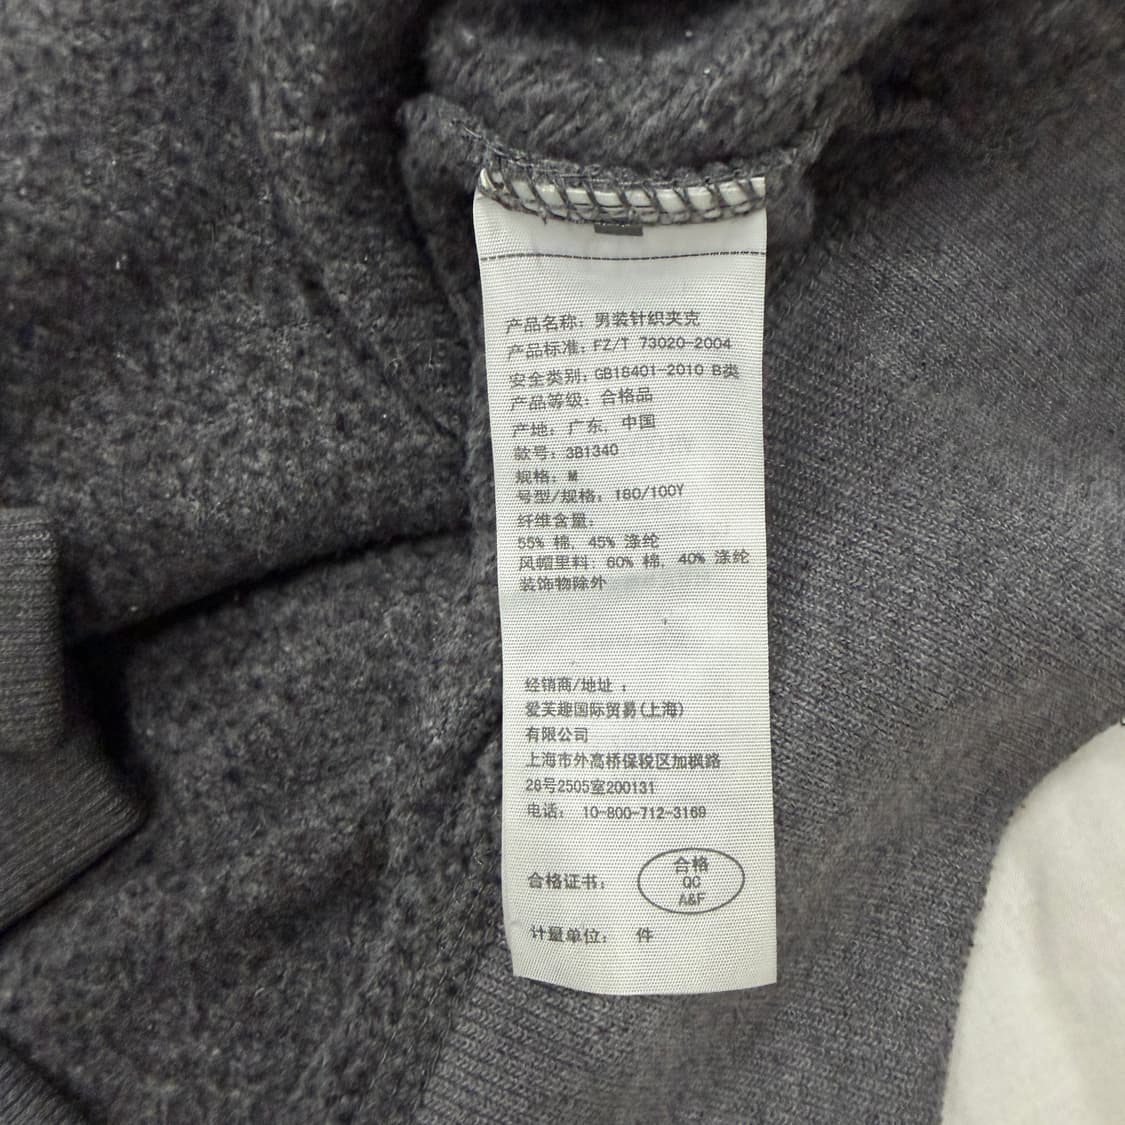 产品名称：男装针织夹克
产品标准：FZ/T 73020-2004
安全类别：GB18401-2010 B类
产品等级：合格品
产地：广东，中国
款号：3B1340
规格：M
号型/规格：180/100Y
纤维含量：
55% 棉，45% 涤纶
风帽里料：60% 棉，40% 涤纶
装饰物除外
经销商/地址：
爱芙趣国际贸易(上海)
有限公司
上海市外高桥保税区加枫路
28号2505室200131
电话： 10-800-712-3169
合格证书：
合格
QC
A&F
计量单位： 件